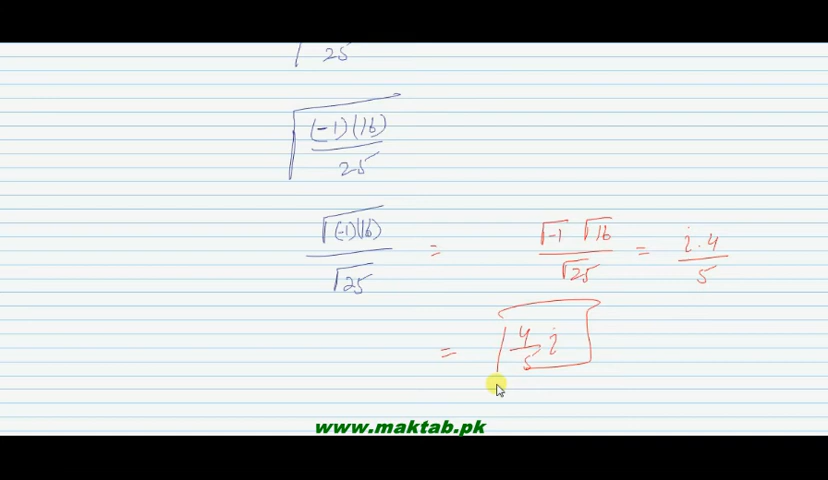 √ 25
√((-1)(16)/25)
√(-1)(16)/√25 = √-1 √16/√25 = i·4/5
= 4/5 i
www.maktab.pk